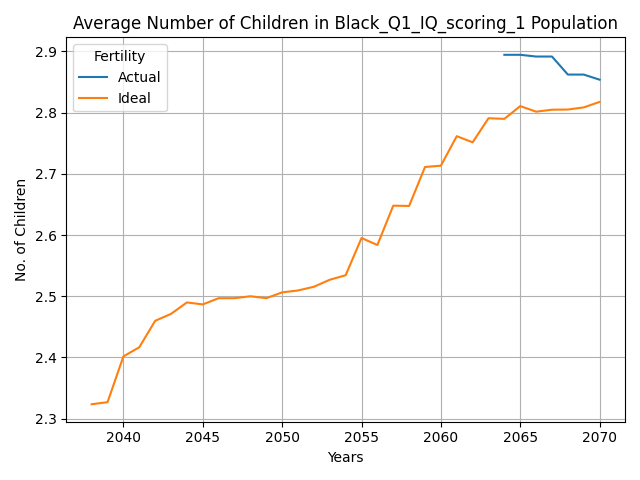 Average Number of Children in Black_Q1_IQ_scoring_1 Population
Fertility
Actual
Ideal
No. of Children
2.9
2.8
2.7
2.6
2.5
2.4
2.3
2040 2045 2050 2055 2060 2065 2070
Years